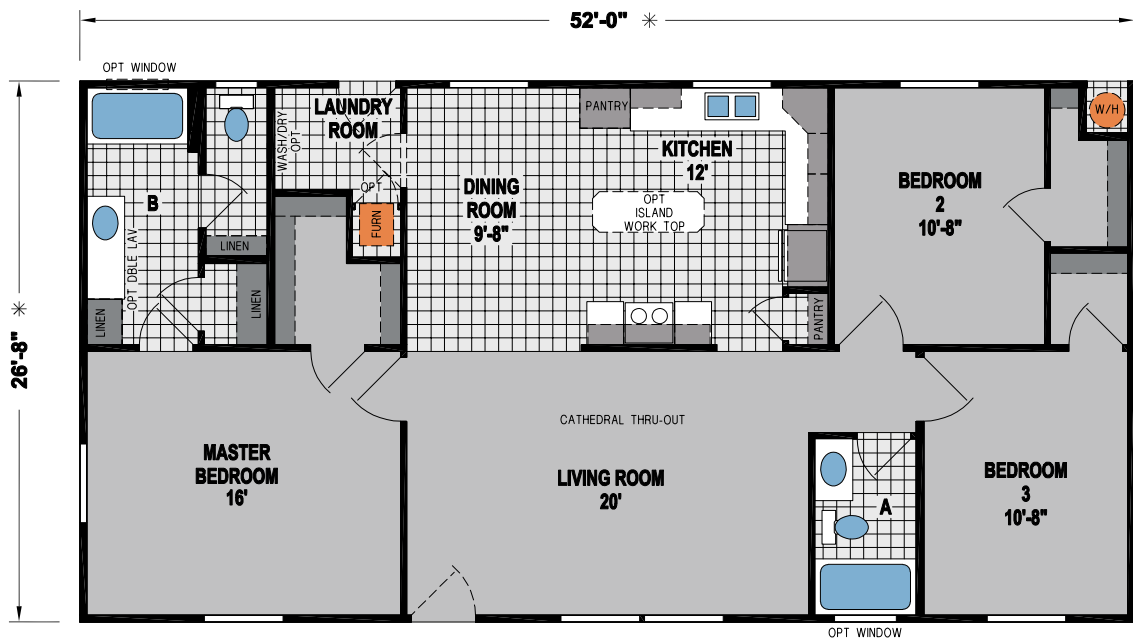 52'-0" ✳
OPT WINDOW
26'-8" ✳
LAUNDRY
ROOM
WASH/DRY
OPT
OPT
FURN
B
OPT DBLE LAV
LINEN
LINEN
LINEN
DINING
ROOM
9'-8"
PANTRY
KITCHEN
12'
OPT
ISLAND
WORK TOP
PANTRY
BEDROOM
2
10'-8"
W/H
MASTER
BEDROOM
16'
CATHEDRAL THRU-OUT
LIVING ROOM
20'
A
BEDROOM
3
10'-8"
OPT WINDOW